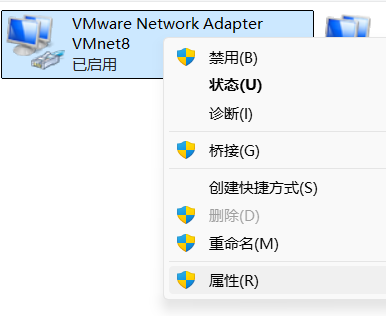 VMware Network Adapter
VMnet8
已启用
禁用(B)
状态(U)
诊断(I)
桥接(G)
创建快捷方式(S)
删除(D)
重命名(M)
属性(R)